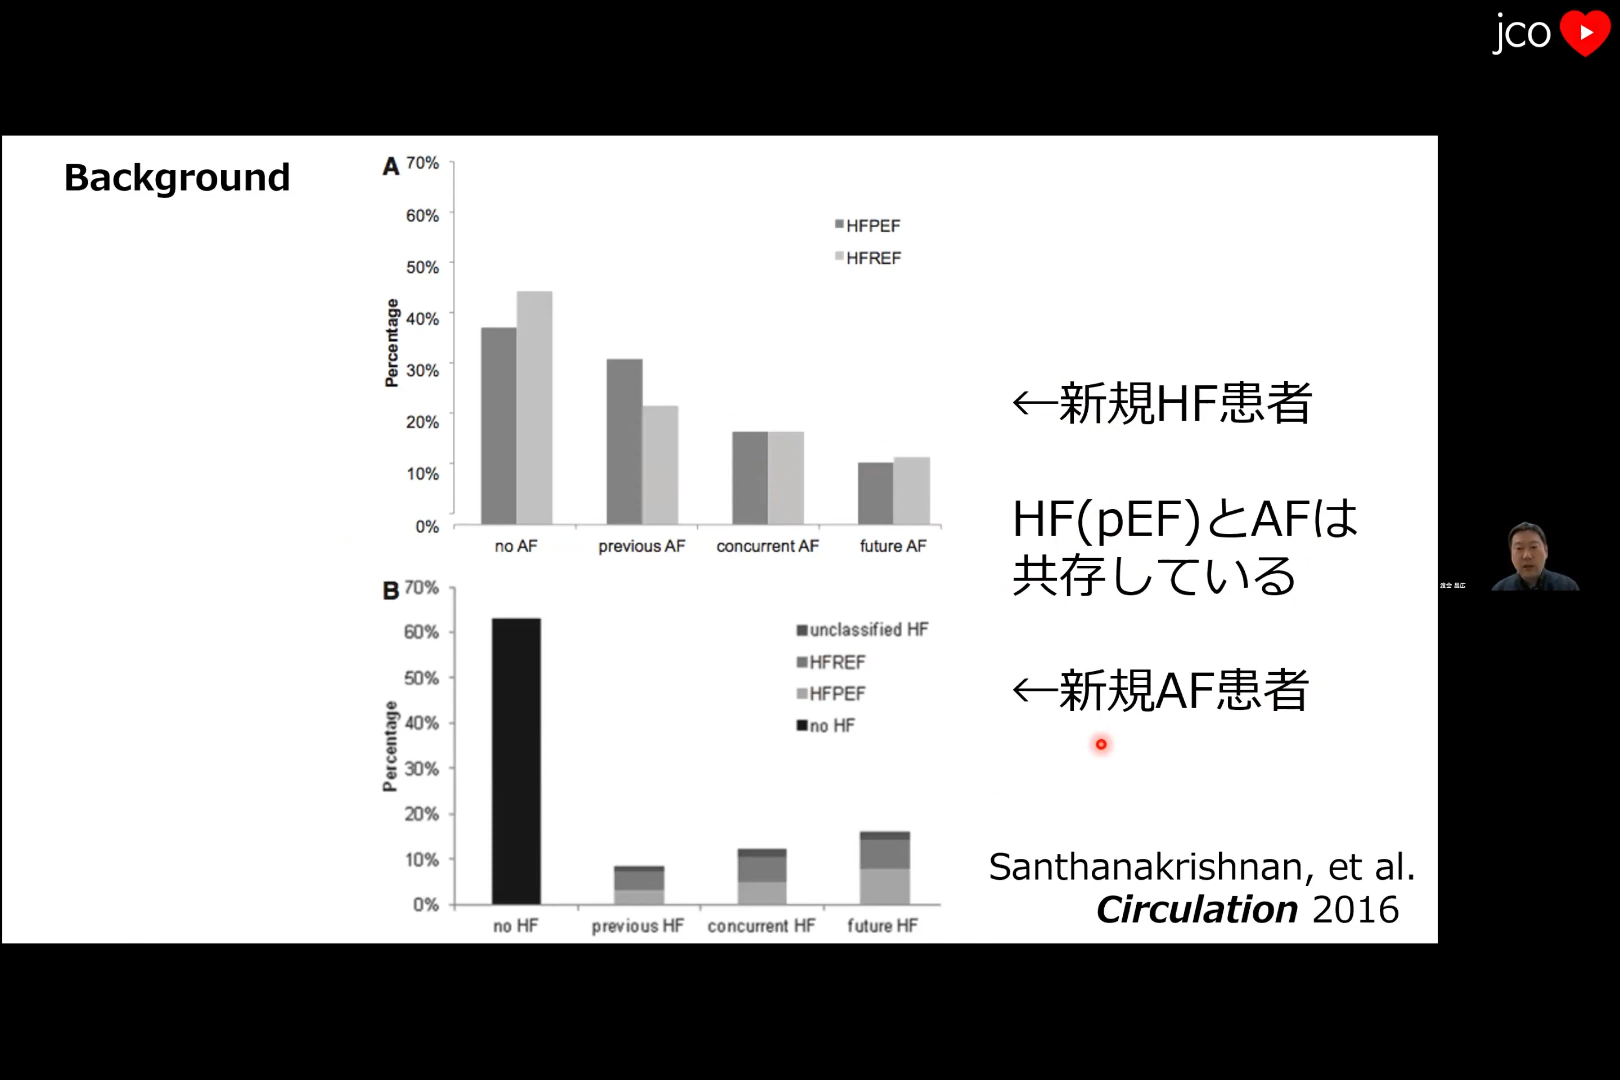 jco
Background
A
70%
60%
50%
40%
30%
20%
10%
0%
Percentage
HFPEF
HFREF
no AF
previous AF
concurrent AF
future AF
←新規HF患者
HF(pEF)とAFは
共存している
←新規AF患者
B
70%
60%
50%
40%
30%
20%
10%
0%
Percentage
unclassified HF
HFREF
HFPEF
no HF
no HF
previous HF
concurrent HF
future HF
Santhanakrishnan, et al.
Circulation 2016